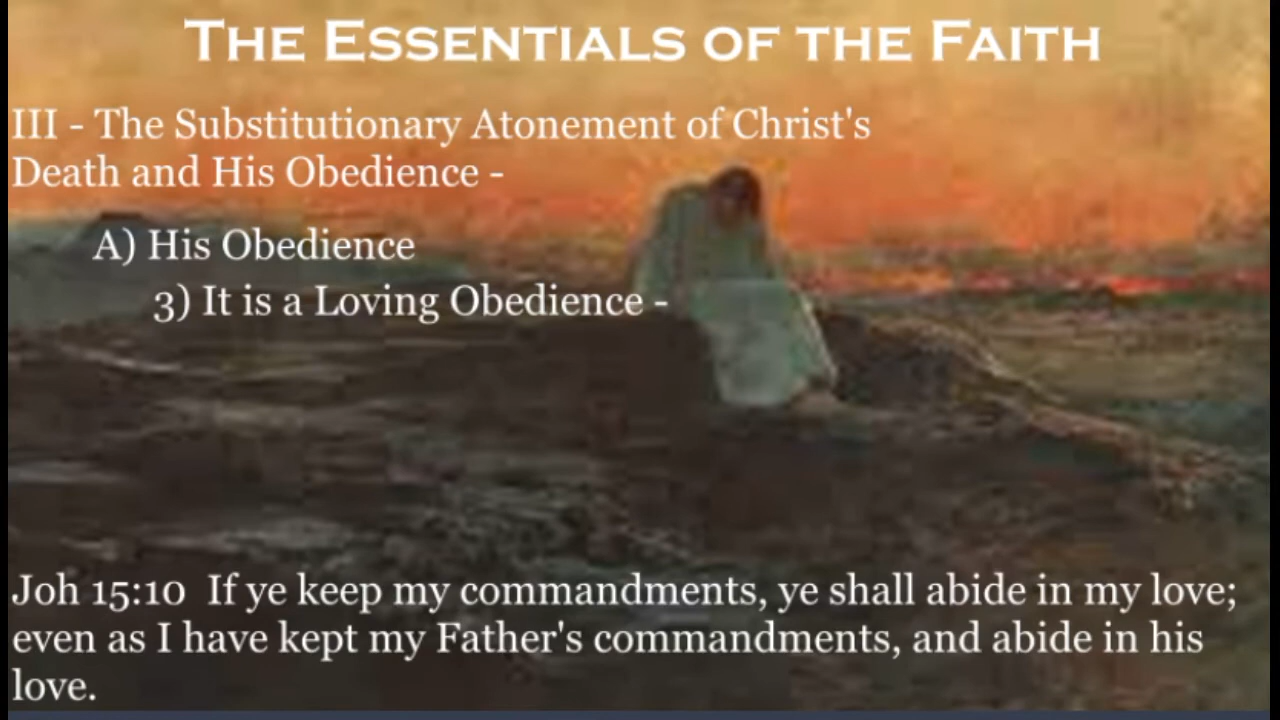 THE ESSENTIALS OF THE FAITH
III - The Substitutionary Atonement of Christ's
Death and His Obedience -
A) His Obedience
3) It is a Loving Obedience -
Joh 15:10  If ye keep my commandments, ye shall abide in my love;
even as I have kept my Father's commandments, and abide in his
love.